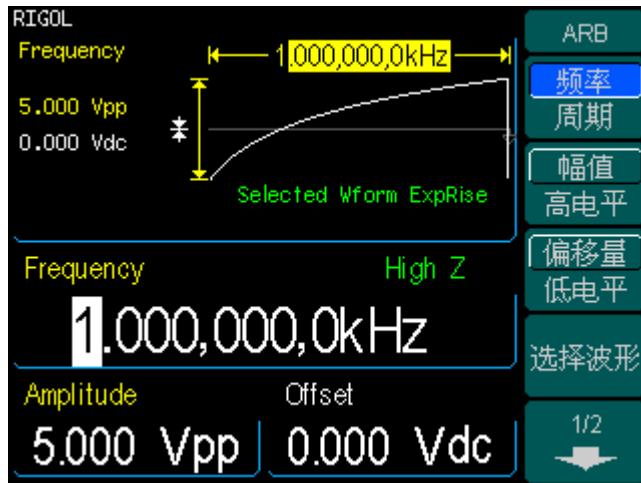 RIGOL
Frequency
1.000,000,0kHz
5.000 Vpp
0.000 Vdc
Selected Wform ExpRise
Frequency
High Z
1.000,000,0kHz
Amplitude
Offset
5.000 Vpp
0.000 Vdc
ARB
频率
周期
幅值
高电平
偏移量
低电平
选择波形
1/2